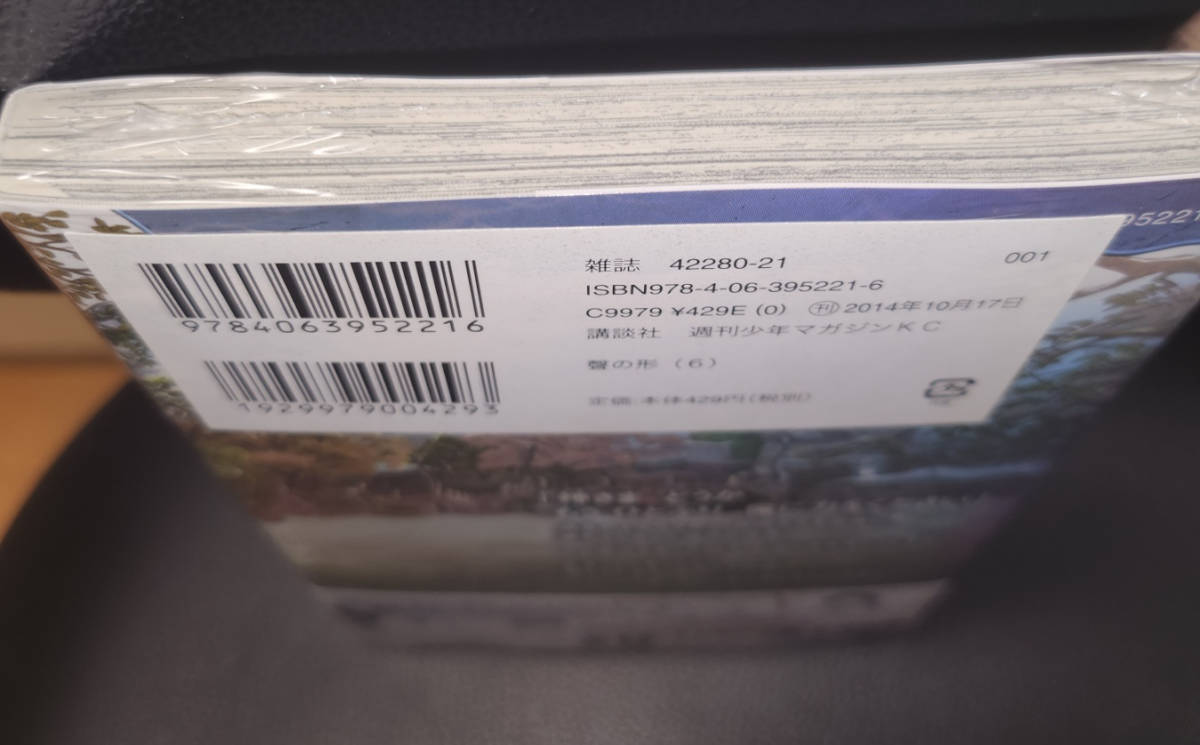 雑誌 42280-21
001
ISBN978-4-06-395221-6
C9979 ¥429E (0) ㊞2014年10月17日
講談社 週刊少年マガジンKC
聲の形 (6)
定価:本体429円(税別)
9784063952216
1929979004293